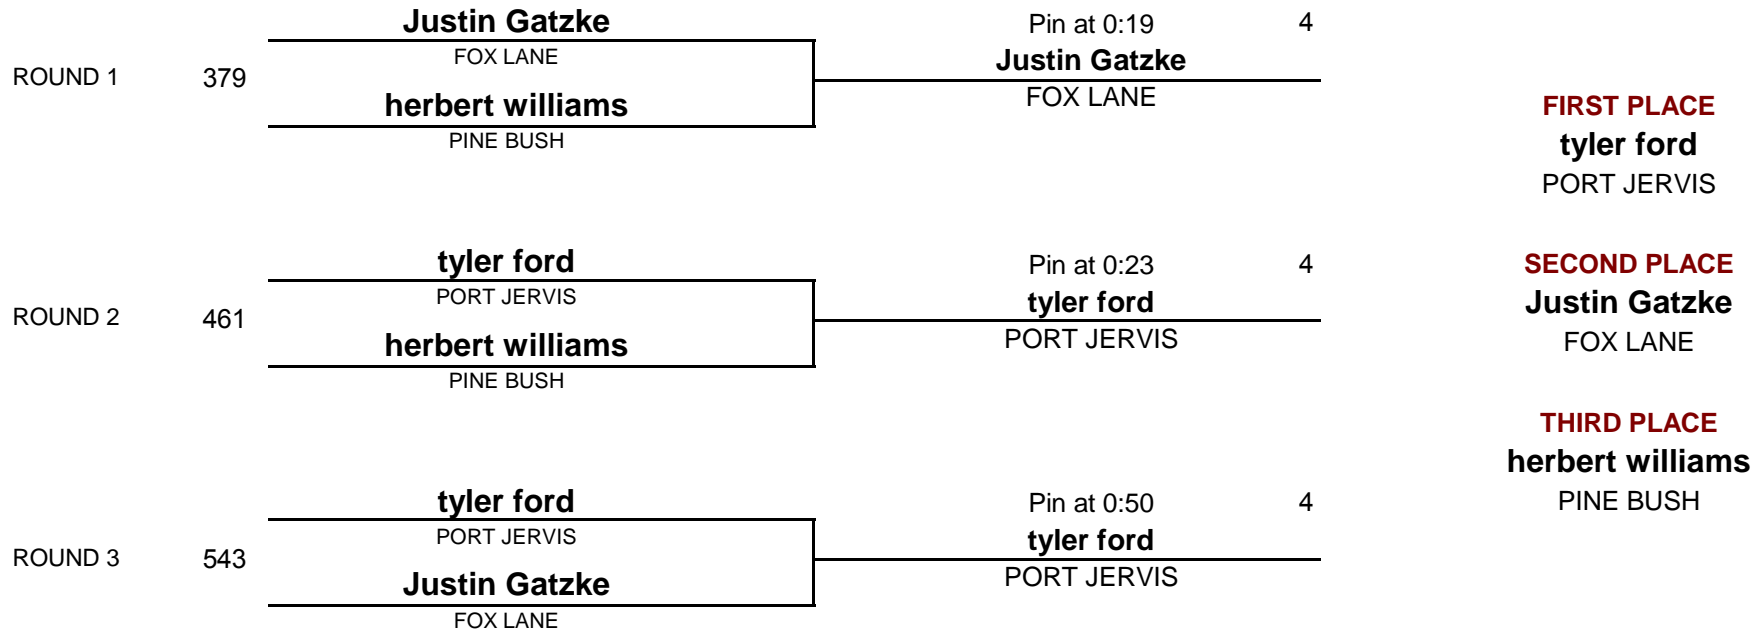 Justin Gatzke
FOX LANE
ROUND 1 379
herbert williams
PINE BUSH
Pin at 0:19 4
Justin Gatzke
FOX LANE
tyler ford
PORT JERVIS
ROUND 2 461
herbert williams
PINE BUSH
Pin at 0:23 4
tyler ford
PORT JERVIS
tyler ford
PORT JERVIS
ROUND 3 543
Justin Gatzke
FOX LANE
Pin at 0:50 4
tyler ford
PORT JERVIS
FIRST PLACE
tyler ford
PORT JERVIS
SECOND PLACE
Justin Gatzke
FOX LANE
THIRD PLACE
herbert williams
PINE BUSH